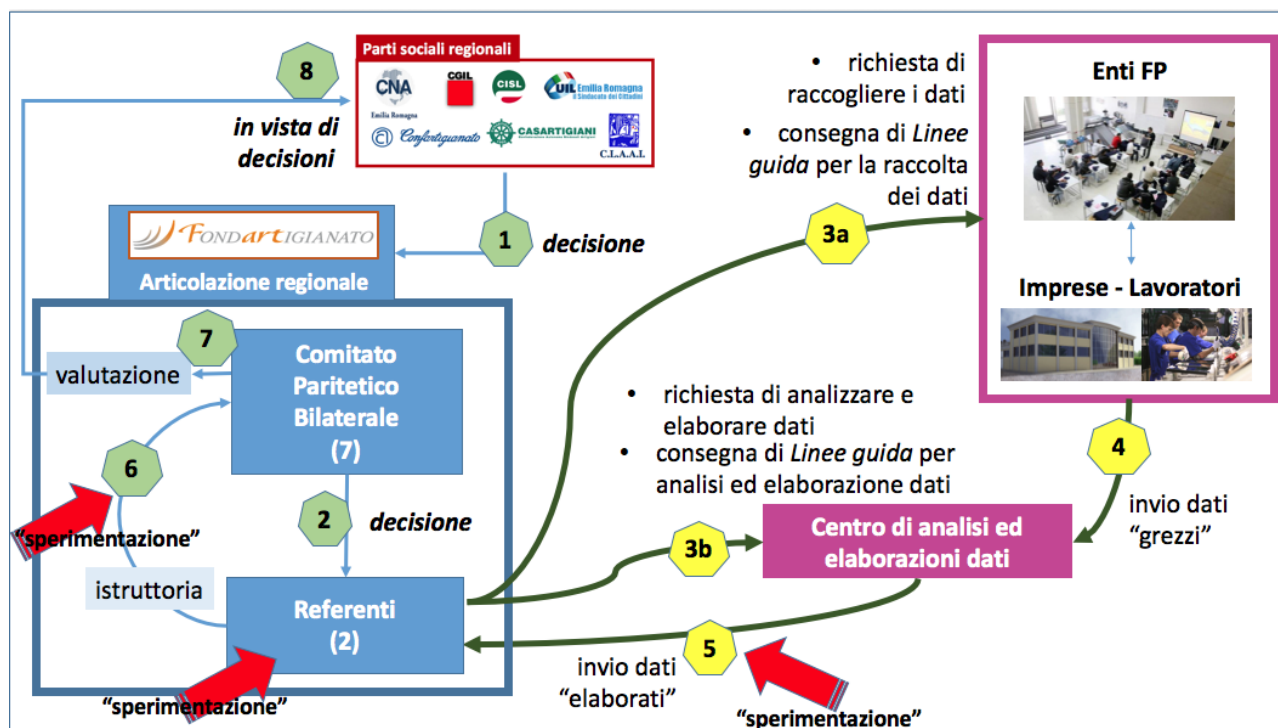 8
in vista di
decisioni
Parti sociali regionali
CNA
Emilia Romagna
CGIL
CISL
UIL Emilia Romagna
il Sindacato dei Cittadini
Confartigianato
CASARTIGIANI
C.L.A.A.I.
1
decisione
FONDARTIGIANATO
Articolazione regionale
7
valutazione
Comitato
Paritetico
Bilaterale
(7)
6
"sperimentazione"
2
decisione
istruttoria
Referenti
(2)
"sperimentazione"
• richiesta di
raccogliere i dati
• consegna di Linee
guida per la raccolta
dei dati
3a
Enti FP
Imprese - Lavoratori
• richiesta di analizzare e
elaborare dati
• consegna di Linee guida per
analisi ed elaborazione dati
4
invio dati
“grezzi”
3b
Centro di analisi ed
elaborazioni dati
5
invio dati
“elaborati”
“sperimentazione”